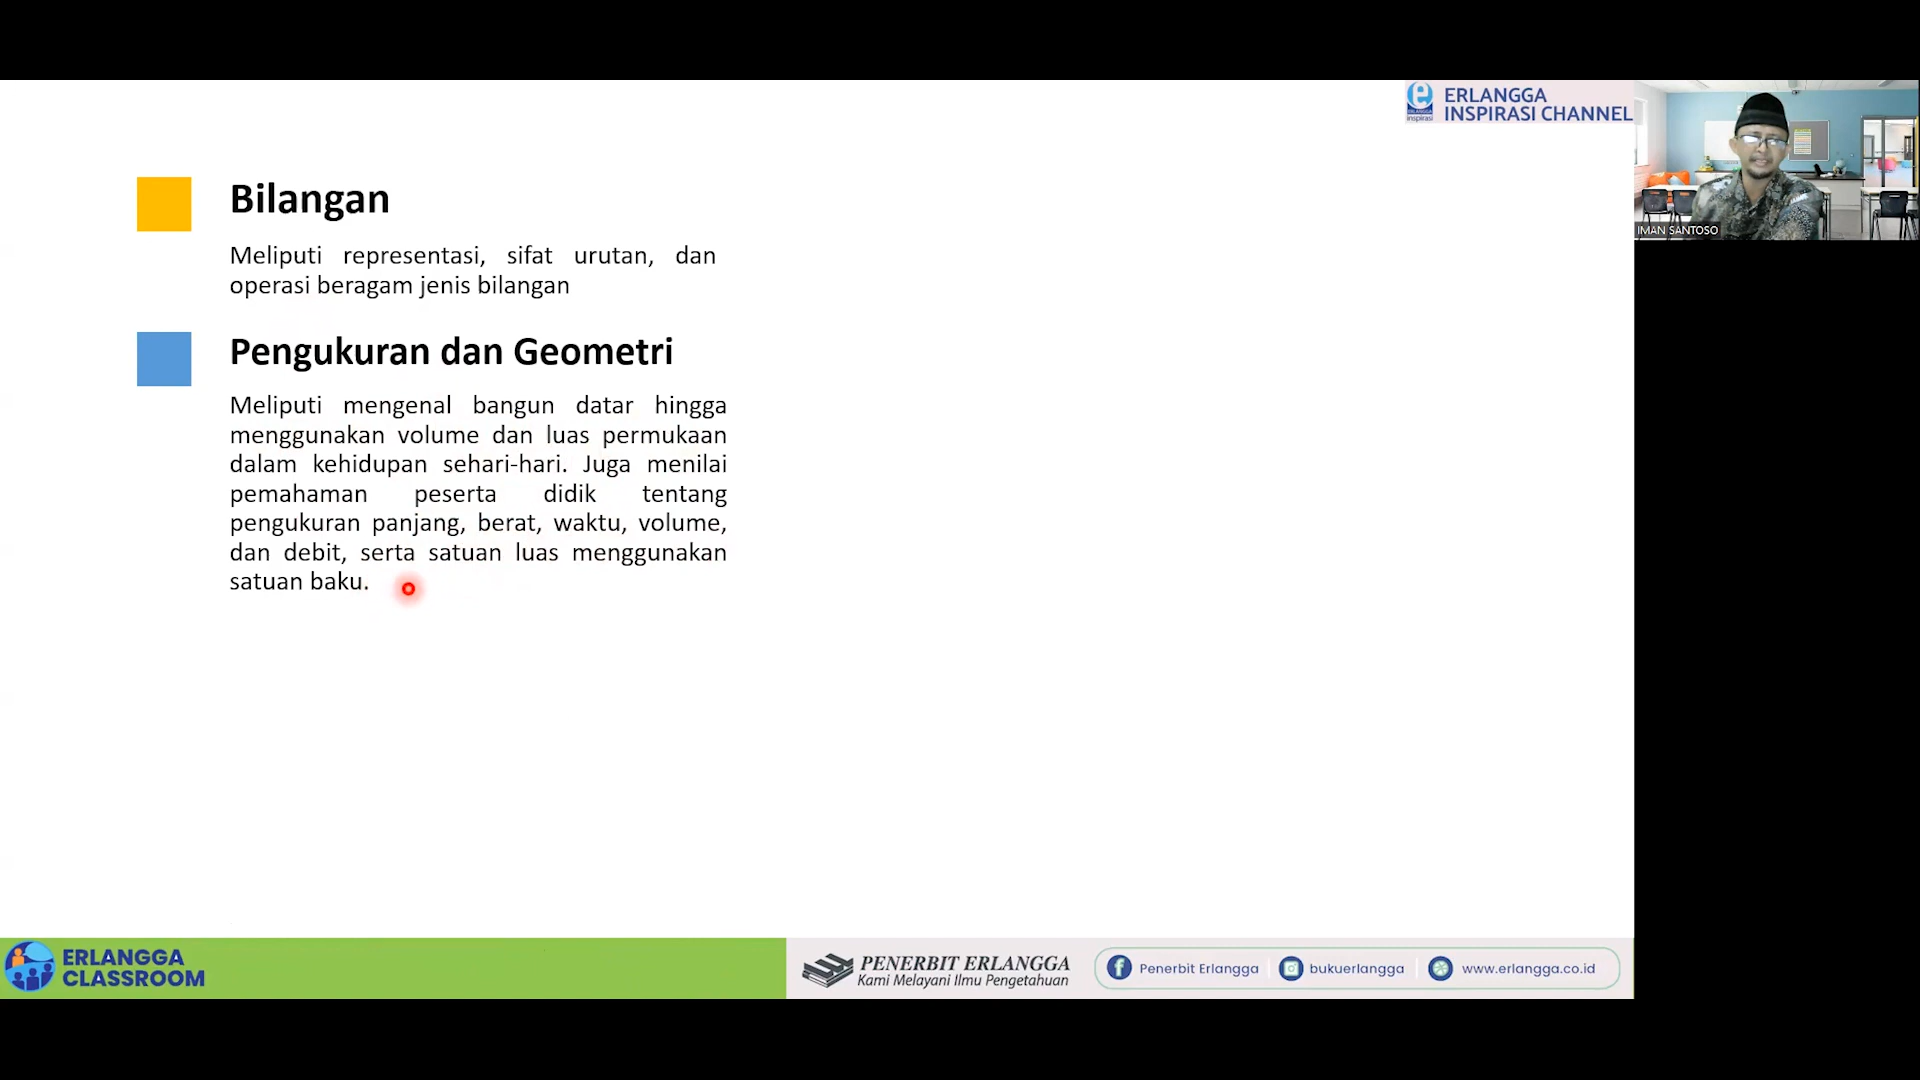 ERLANGGA
INSPIRASI CHANNEL
inspirasi
IMAN SANTOSO
Bilangan
Meliputi representasi, sifat urutan, dan
operasi beragam jenis bilangan
Pengukuran dan Geometri
Meliputi mengenal bangun datar hingga
menggunakan volume dan luas permukaan
dalam kehidupan sehari-hari. Juga menilai
pemahaman peserta didik tentang
pengukuran panjang, berat, waktu, volume,
dan debit, serta satuan luas menggunakan
satuan baku.
ERLANGGA
CLASSROOM
PENERBIT ERLANGGA
Kami Melayani Ilmu Pengetahuan
Penerbit Erlangga
bukuerlangga
www.erlangga.co.id